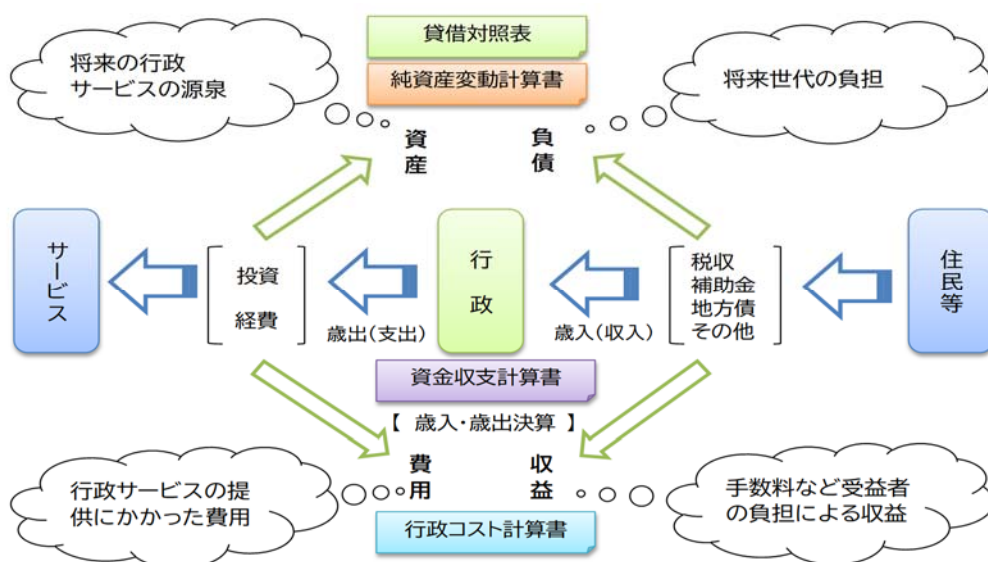 貸借対照表
純資産変動計算書
将来の行政
サービスの源泉
将来世代の負担
資産
負債
サービス
投資
経費
歳出(支出)
行政
歳入(収入)
税収
補助金
地方債
その他
住民等
資金収支計算書
【 歳入・歳出決算 】
費用
収益
行政サービスの提
供にかかった費用
手数料など受益者
の負担による収益
行政コスト計算書